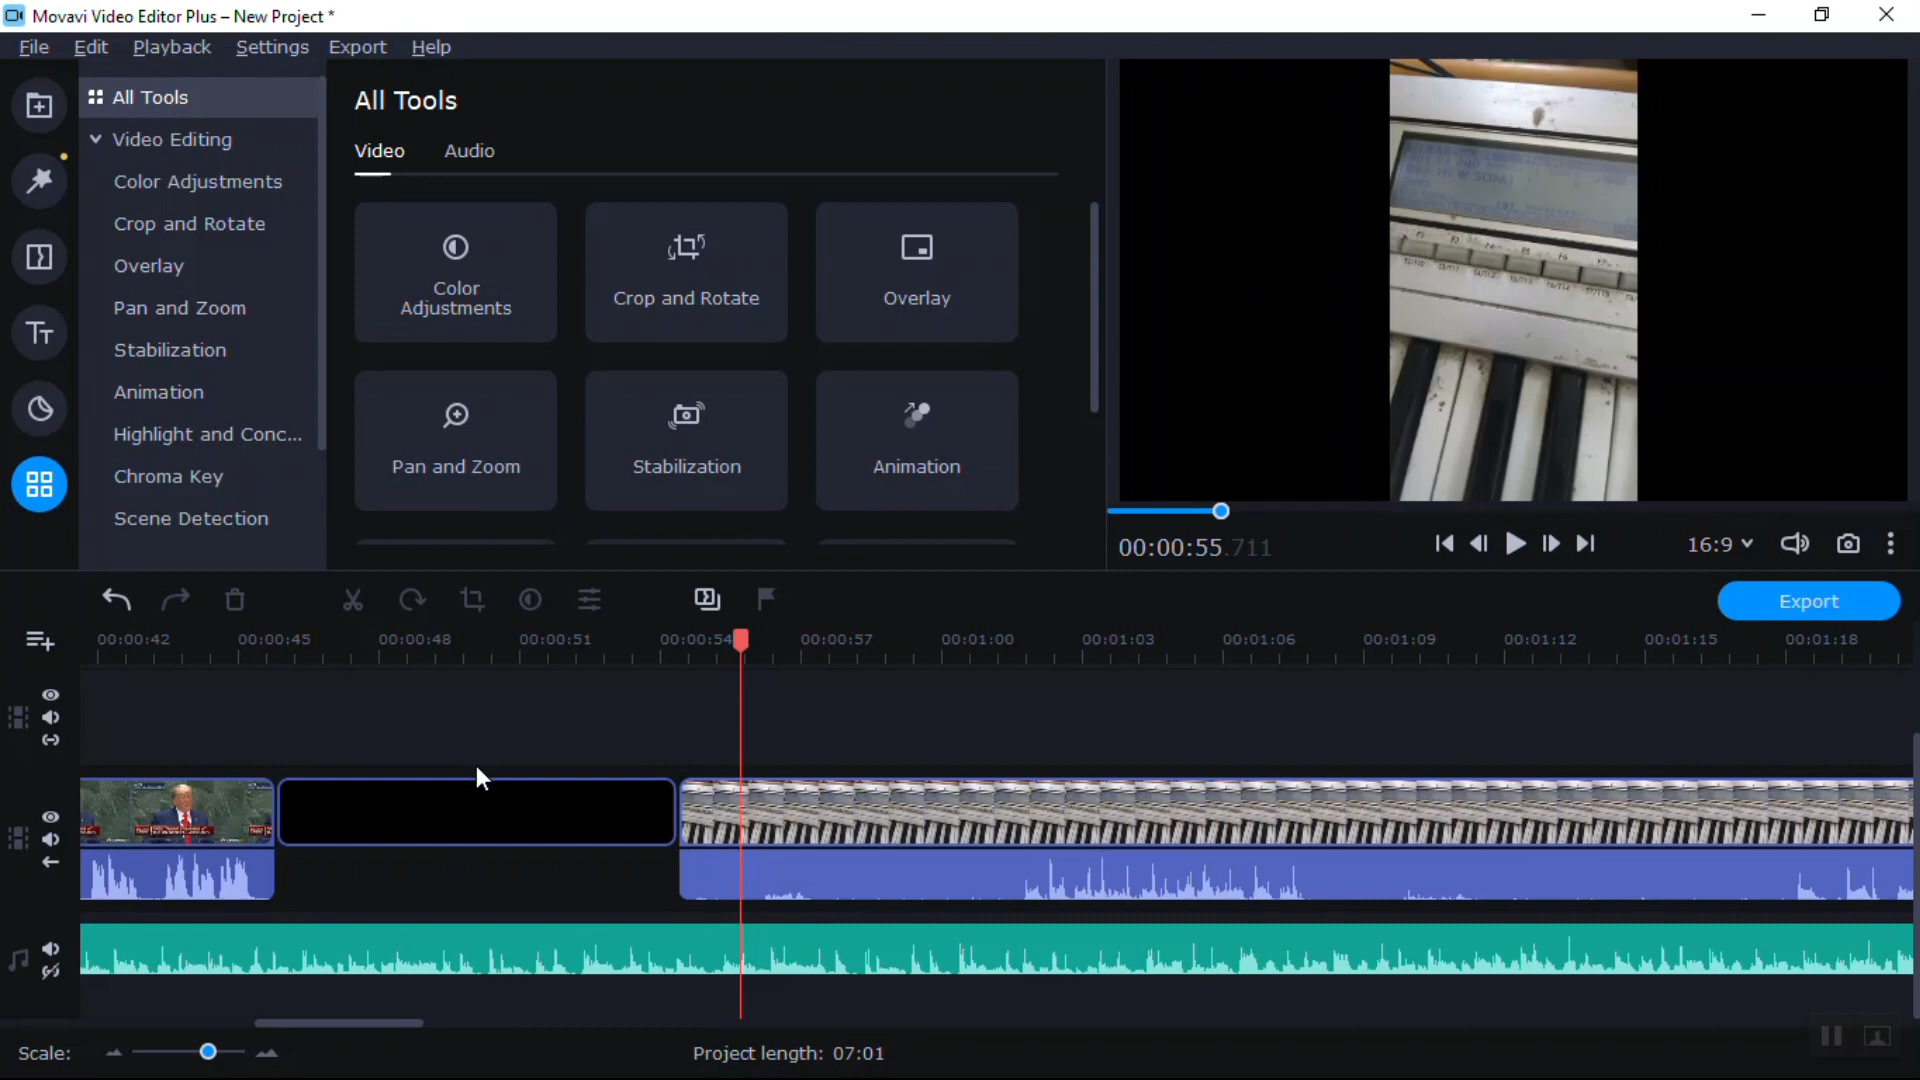 Movavi Video Editor Plus – New Project *
File Edit Playback Settings Export Help
All Tools
Video Editing
Color Adjustments
Crop and Rotate
Overlay
Pan and Zoom
Stabilization
Animation
Highlight and Conc...
Chroma Key
Scene Detection
All Tools
Video Audio
Color
Adjustments
Crop and Rotate
Overlay
Pan and Zoom
Stabilization
Animation
NEW SONG
00:00:55.711
16:9
Export
00:00:42 00:00:45 00:00:48 00:00:51 00:00:54 00:00:57 00:01:00 00:01:03 00:01:06 00:01:09 00:01:12 00:01:15 00:01:18
Scale:
Project length: 07:01